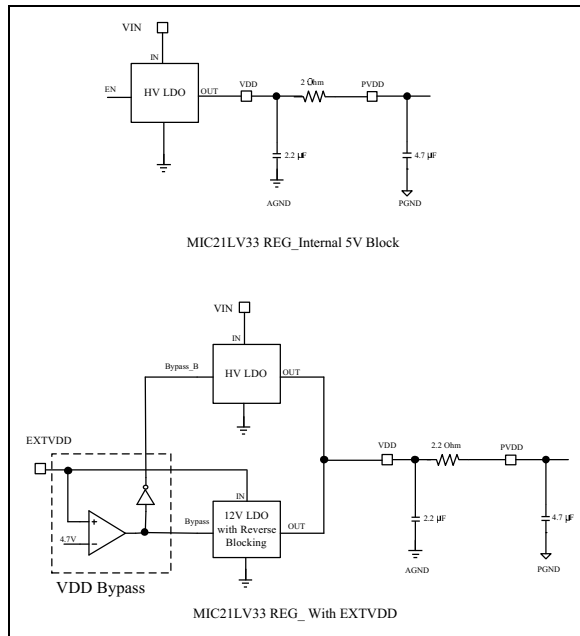 VIN
IN
HV LDO
EN
OUT
VDD
2 Ohm
PVDD
2.2 µF
4.7 µF
AGND
PGND
MIC21LV33 REG_Internal 5V Block
VIN
IN
Bypass_B
HV LDO
OUT
EXTVDD
VDD
2.2 Ohm
PVDD
IN
+
Bypass
12V LDO
with Reverse
Blocking
OUT
4.7V
−
2.2 µF
4.7 µF
VDD Bypass
AGND
PGND
MIC21LV33 REG_ With EXTVDD